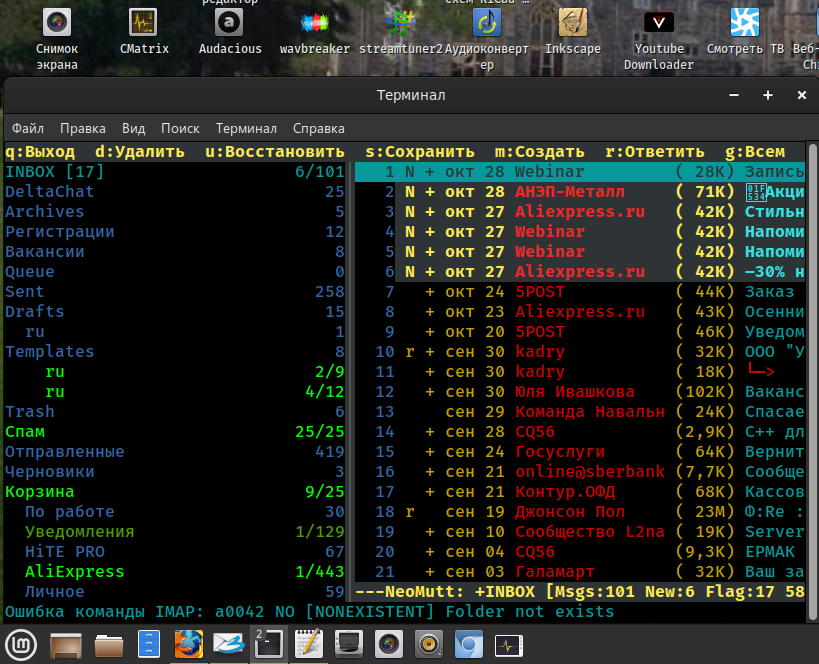 редактор
схем KiCad …
Снимок экрана
CMatrix
Audacious
wavbreaker
streamtuner2
Аудиоконвертер
Inkscape
Youtube Downloader
Смотреть ТВ
Веб-
Терминал
Файл Правка Вид Поиск Терминал Справка
q:Выход d:Удалить u:Восстановить s:Сохранить m:Создать r:Ответить g:Всем
INBOX [17] 6/101
DeltaChat 25
Archives 5
Регистрации 12
Вакансии 8
Queue 0
Sent 258
Drafts 15
ru 1
Templates 8
ru 2/9
ru 4/12
Trash 6
Спам 25/25
Отправленные 419
Черновики 3
Корзина 9/25
По работе 30
Уведомления 1/129
HiTE PRO 67
AliExpress 1/443
Личное 59
1 N + окт 28 Webinar ( 28K) Запись
2 N + окт 28 АНЭП-Металл ( 71K) Акци
3 N + окт 27 Aliexpress.ru ( 42K) Стильн
4 N + окт 27 Webinar ( 42K) Напоми
5 N + окт 27 Webinar ( 42K) Напоми
6 N + окт 27 Aliexpress.ru ( 42K) −30% н
7 + окт 24 5POST ( 44K) Заказ
8 + окт 23 Aliexpress.ru ( 43K) Осенни
9 + окт 20 5POST ( 46K) Уведом
10 r + сен 30 kadry ( 32K) ООО "У
11 + сен 30 kadry ( 18K) └─>
12 + сен 30 Юля Ивашкова (102K) Ваканс
13 сен 29 Команда Навальн ( 24K) Спасае
14 + сен 28 CQ56 (2,9K) C++ дл
15 + сен 24 Госуслуги ( 64K) Вернит
16 + сен 21 online@sberbank (7,7K) Сообще
17 + сен 21 Контур.ОФД ( 68K) Кассов
18 r сен 19 Джонсон Пол ( 23M) Ф:Re :
19 + сен 10 Сообщество L2na ( 19K) Server
20 + сен 04 CQ56 (9,3K) ЕРМАК
21 + сен 03 Галамарт ( 32K) Ваш за
---NeoMutt: +INBOX [Msgs:101 New:6 Flag:17 58
Ошибка команды IMAP: a0042 NO [NONEXISTENT] Folder not exists